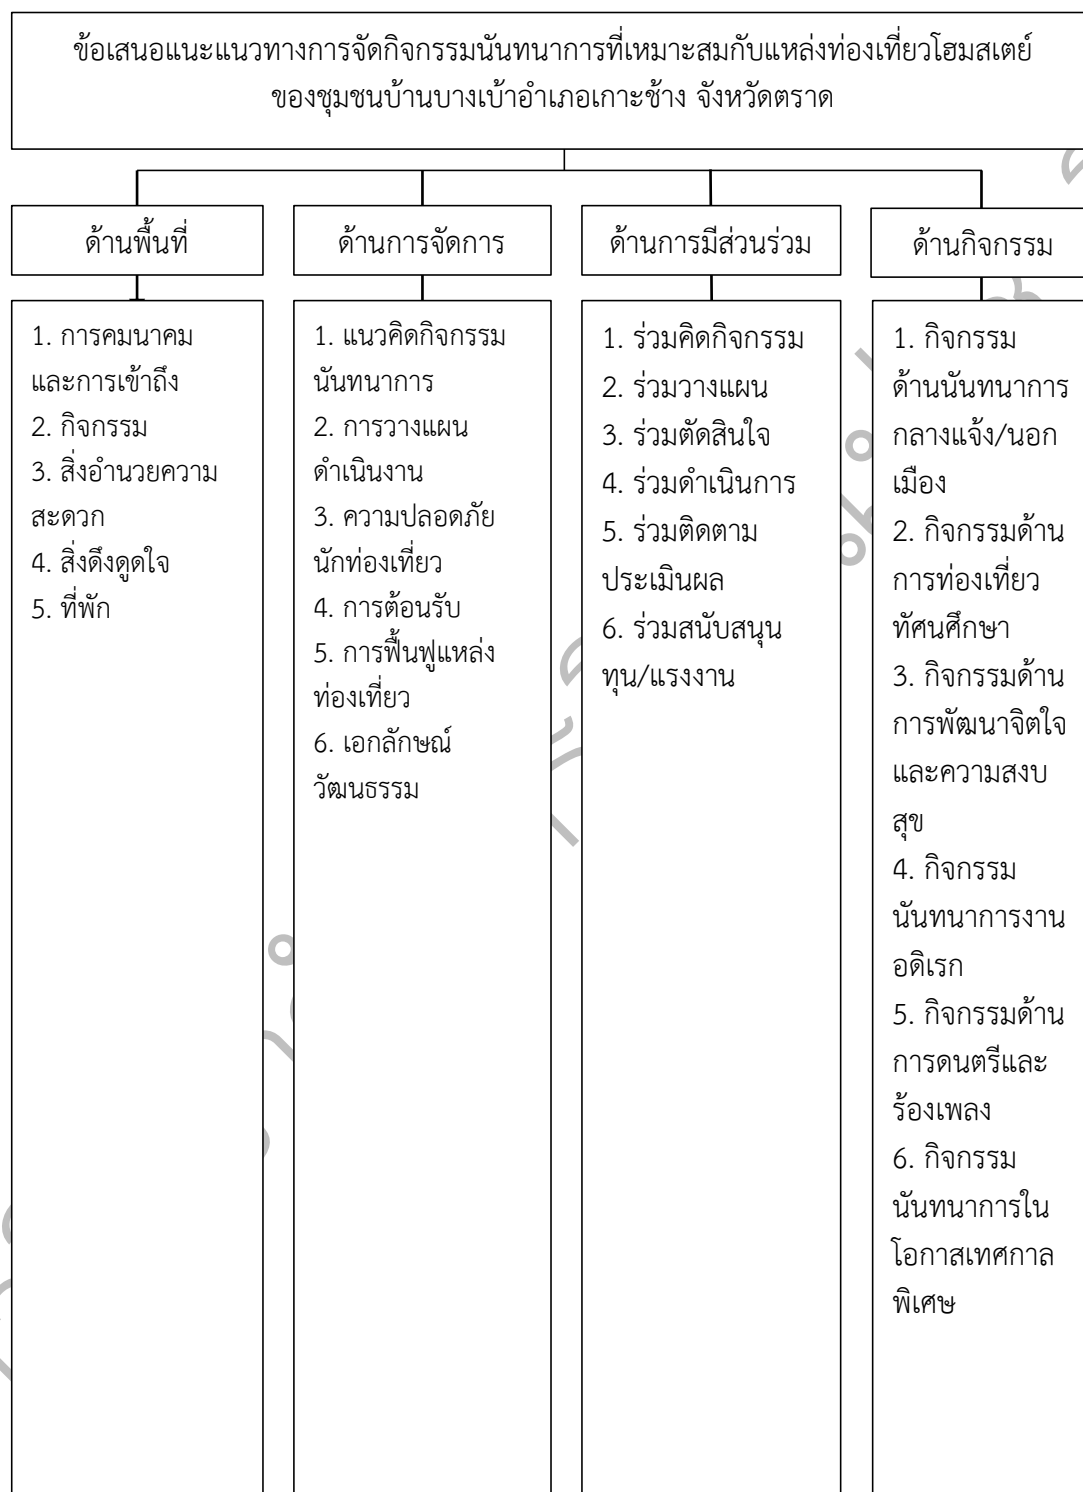 ข้อเสนอแนะแนวทางการจัดกิจกรรมนันทนาการที่เหมาะสมกับแหล่งท่องเที่ยวโฮมสเตย์
ของชุมชนบ้านบางเบ้าอำเภอเกาะช้าง จังหวัดตราด
ด้านพื้นที่
1. การคมนาคม
และการเข้าถึง
2. กิจกรรม
3. สิ่งอำนวยความ
สะดวก
4. สิ่งดึงดูดใจ
5. ที่พัก
ด้านการจัดการ
1. แนวคิดกิจกรรม
นันทนาการ
2. การวางแผน
ดำเนินงาน
3. ความปลอดภัย
นักท่องเที่ยว
4. การต้อนรับ
5. การฟื้นฟูแหล่ง
ท่องเที่ยว
6. เอกลักษณ์
วัฒนธรรม
ด้านการมีส่วนร่วม
1. ร่วมคิดกิจกรรม
2. ร่วมวางแผน
3. ร่วมตัดสินใจ
4. ร่วมดำเนินการ
5. ร่วมติดตาม
ประเมินผล
6. ร่วมสนับสนุน
ทุน/แรงงาน
ด้านกิจกรรม
1. กิจกรรม
ด้านนันทนาการ
กลางแจ้ง/นอก
เมือง
2. กิจกรรมด้าน
การท่องเที่ยว
ทัศนศึกษา
3. กิจกรรมด้าน
การพัฒนาจิตใจ
และความสงบ
สุข
4. กิจกรรม
นันทนาการงาน
อดิเรก
5. กิจกรรมด้าน
การดนตรีและ
ร้องเพลง
6. กิจกรรม
นันทนาการใน
โอกาสเทศกาล
พิเศษ